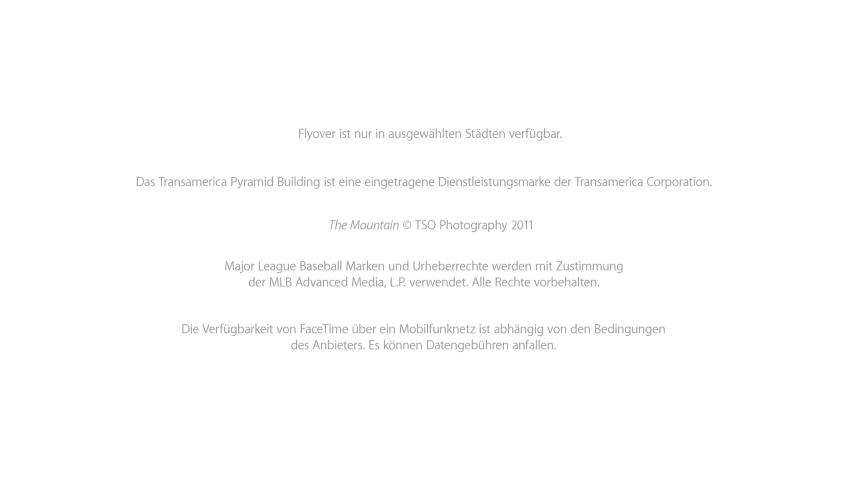 Flyover ist nur in ausgewählten Städten verfügbar.
Das Transamerica Pyramid Building ist eine eingetragene Dienstleistungsmarke der Transamerica Corporation.
The Mountain © TSO Photography 2011
Major League Baseball Marken und Urheberrechte werden mit Zustimmung
der MLB Advanced Media, L.P. verwendet. Alle Rechte vorbehalten.
Die Verfügbarkeit von FaceTime über ein Mobilfunknetz ist abhängig von den Bedingungen
des Anbieters. Es können Datengebühren anfallen.